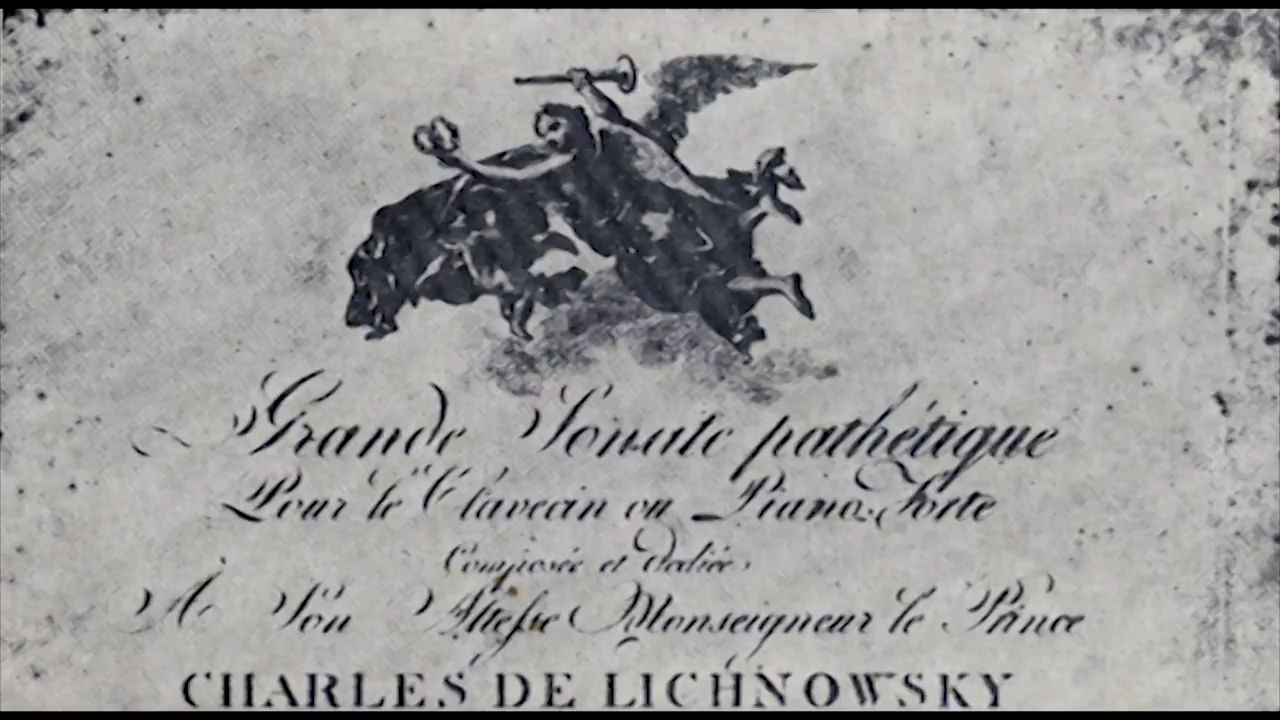 Grande Sonate pathétique
Pour le Clavecin ou Piano-Forte
Composée et dediée
A Son Altesse Monseigneur le Prince
CHARLES DE LICHNOWSKY